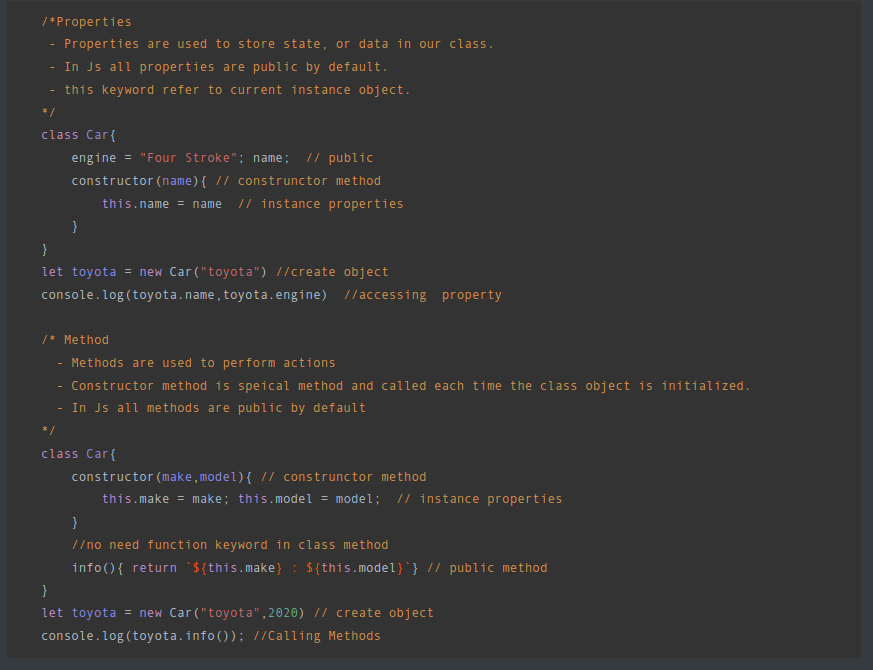 /*Properties
- Properties are used to store state, or data in our class.
- In Js all properties are public by default.
- this keyword refer to current instance object.
*/
class Car{
engine = "Four Stroke"; name;  // public
constructor(name){ // construnctor method
this.name = name  // instance properties
}
}
let toyota = new Car("toyota") //create object
console.log(toyota.name,toyota.engine)  //accessing  property
/* Method
- Methods are used to perform actions
- Constructor method is speical method and called each time the class object is initialized.
- In Js all methods are public by default
*/
class Car{
constructor(make,model){ // construnctor method
this.make = make; this.model = model;  // instance properties
}
//no need function keyword in class method
info(){ return `${this.make} : ${this.model}`} // public method
}
let toyota = new Car("toyota",2020) // create object
console.log(toyota.info()); //Calling Methods